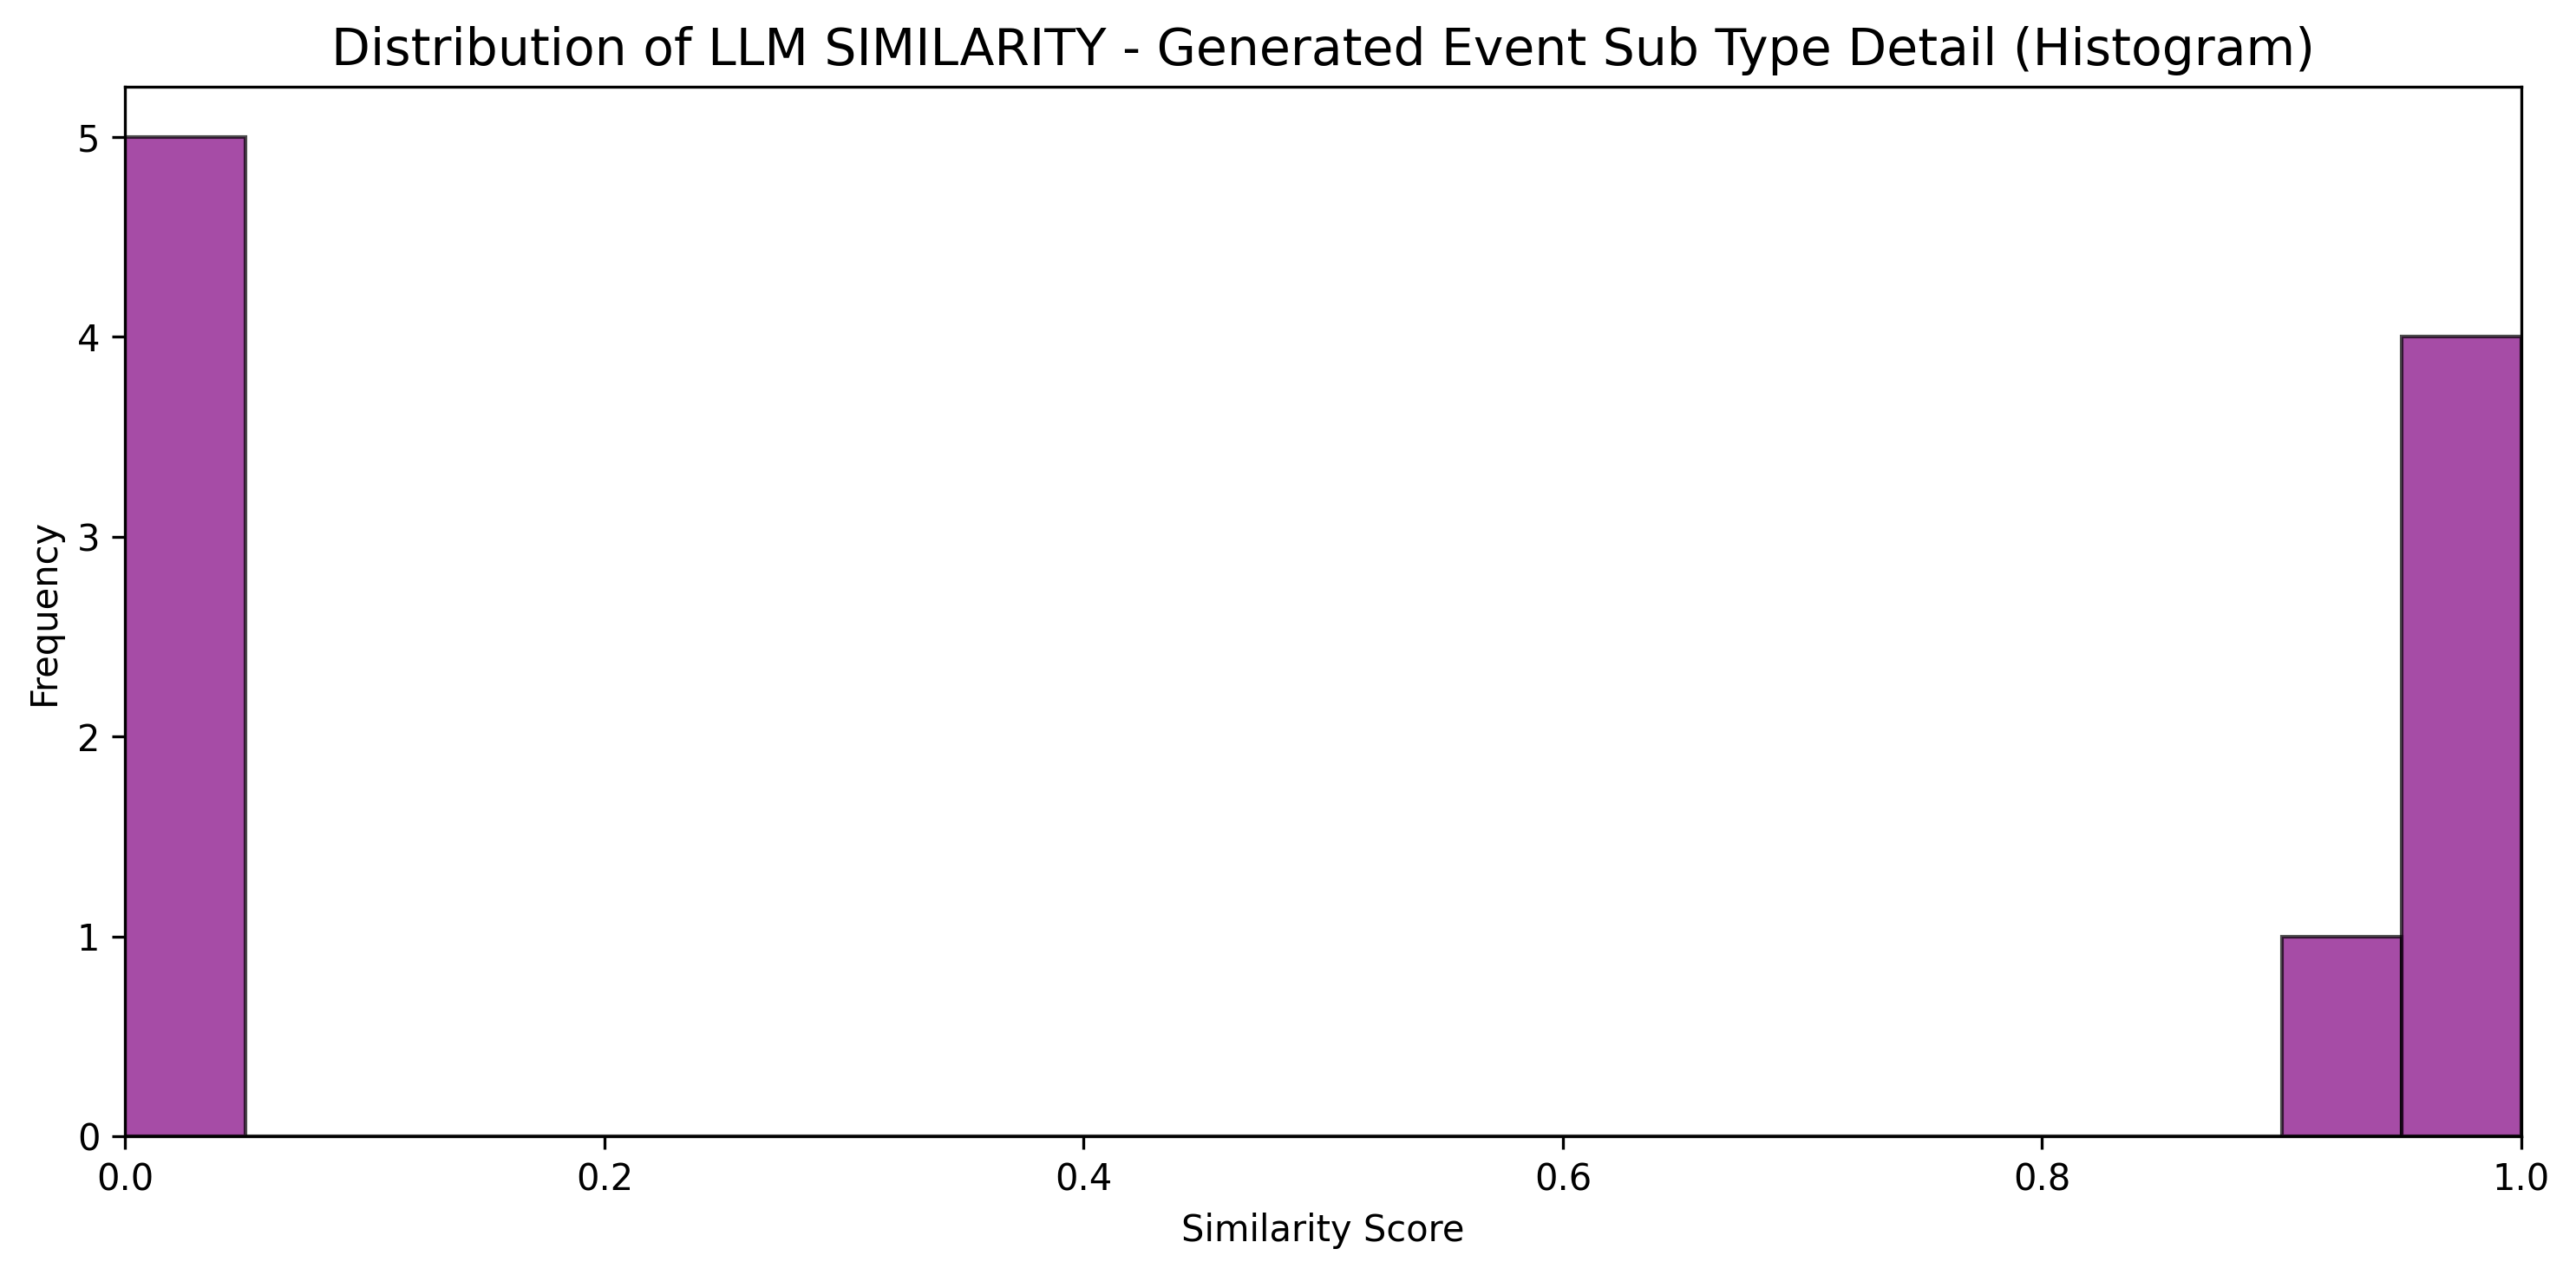 Distribution of LLM SIMILARITY - Generated Event Sub Type Detail (Histogram)
5
4
3
2
1
0
Frequency
0.0 0.2 0.4 0.6 0.8 1.0
Similarity Score